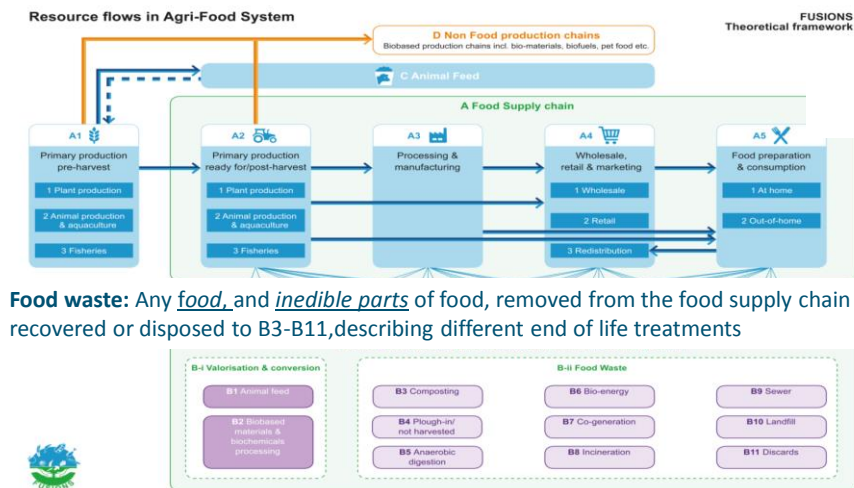 Resource flows in Agri-Food System
FUSIONS
Theoretical framework
D Non Food production chains
Biobased production chains incl. bio-materials, biofuels, pet food etc.
C Animal Feed
A Food Supply chain
A1
Primary production
pre-harvest
1 Plant production
2 Animal production
& aquaculture
3 Fisheries
A2
Primary production
ready for/post-harvest
1 Plant production
2 Animal production
& aquaculture
3 Fisheries
A3
Processing &
manufacturing
A4
Wholesale,
retail & marketing
1 Wholesale
2 Retail
3 Redistribution
A5
Food preparation
& consumption
1 At home
2 Out-of-home
Food waste: Any food, and inedible parts of food, removed from the food supply chain
recovered or disposed to B3-B11,describing different end of life treatments
B-i Valorisation & conversion
B1 Animal feed
B2 Biobased
materials &
biochemicals
processing
B-ii Food Waste
B3 Composting
B4 Plough-in/
not harvested
B5 Anaerobic
digestion
B6 Bio-energy
B7 Co-generation
B8 Incineration
B9 Sewer
B10 Landfill
B11 Discards
FUSIONS